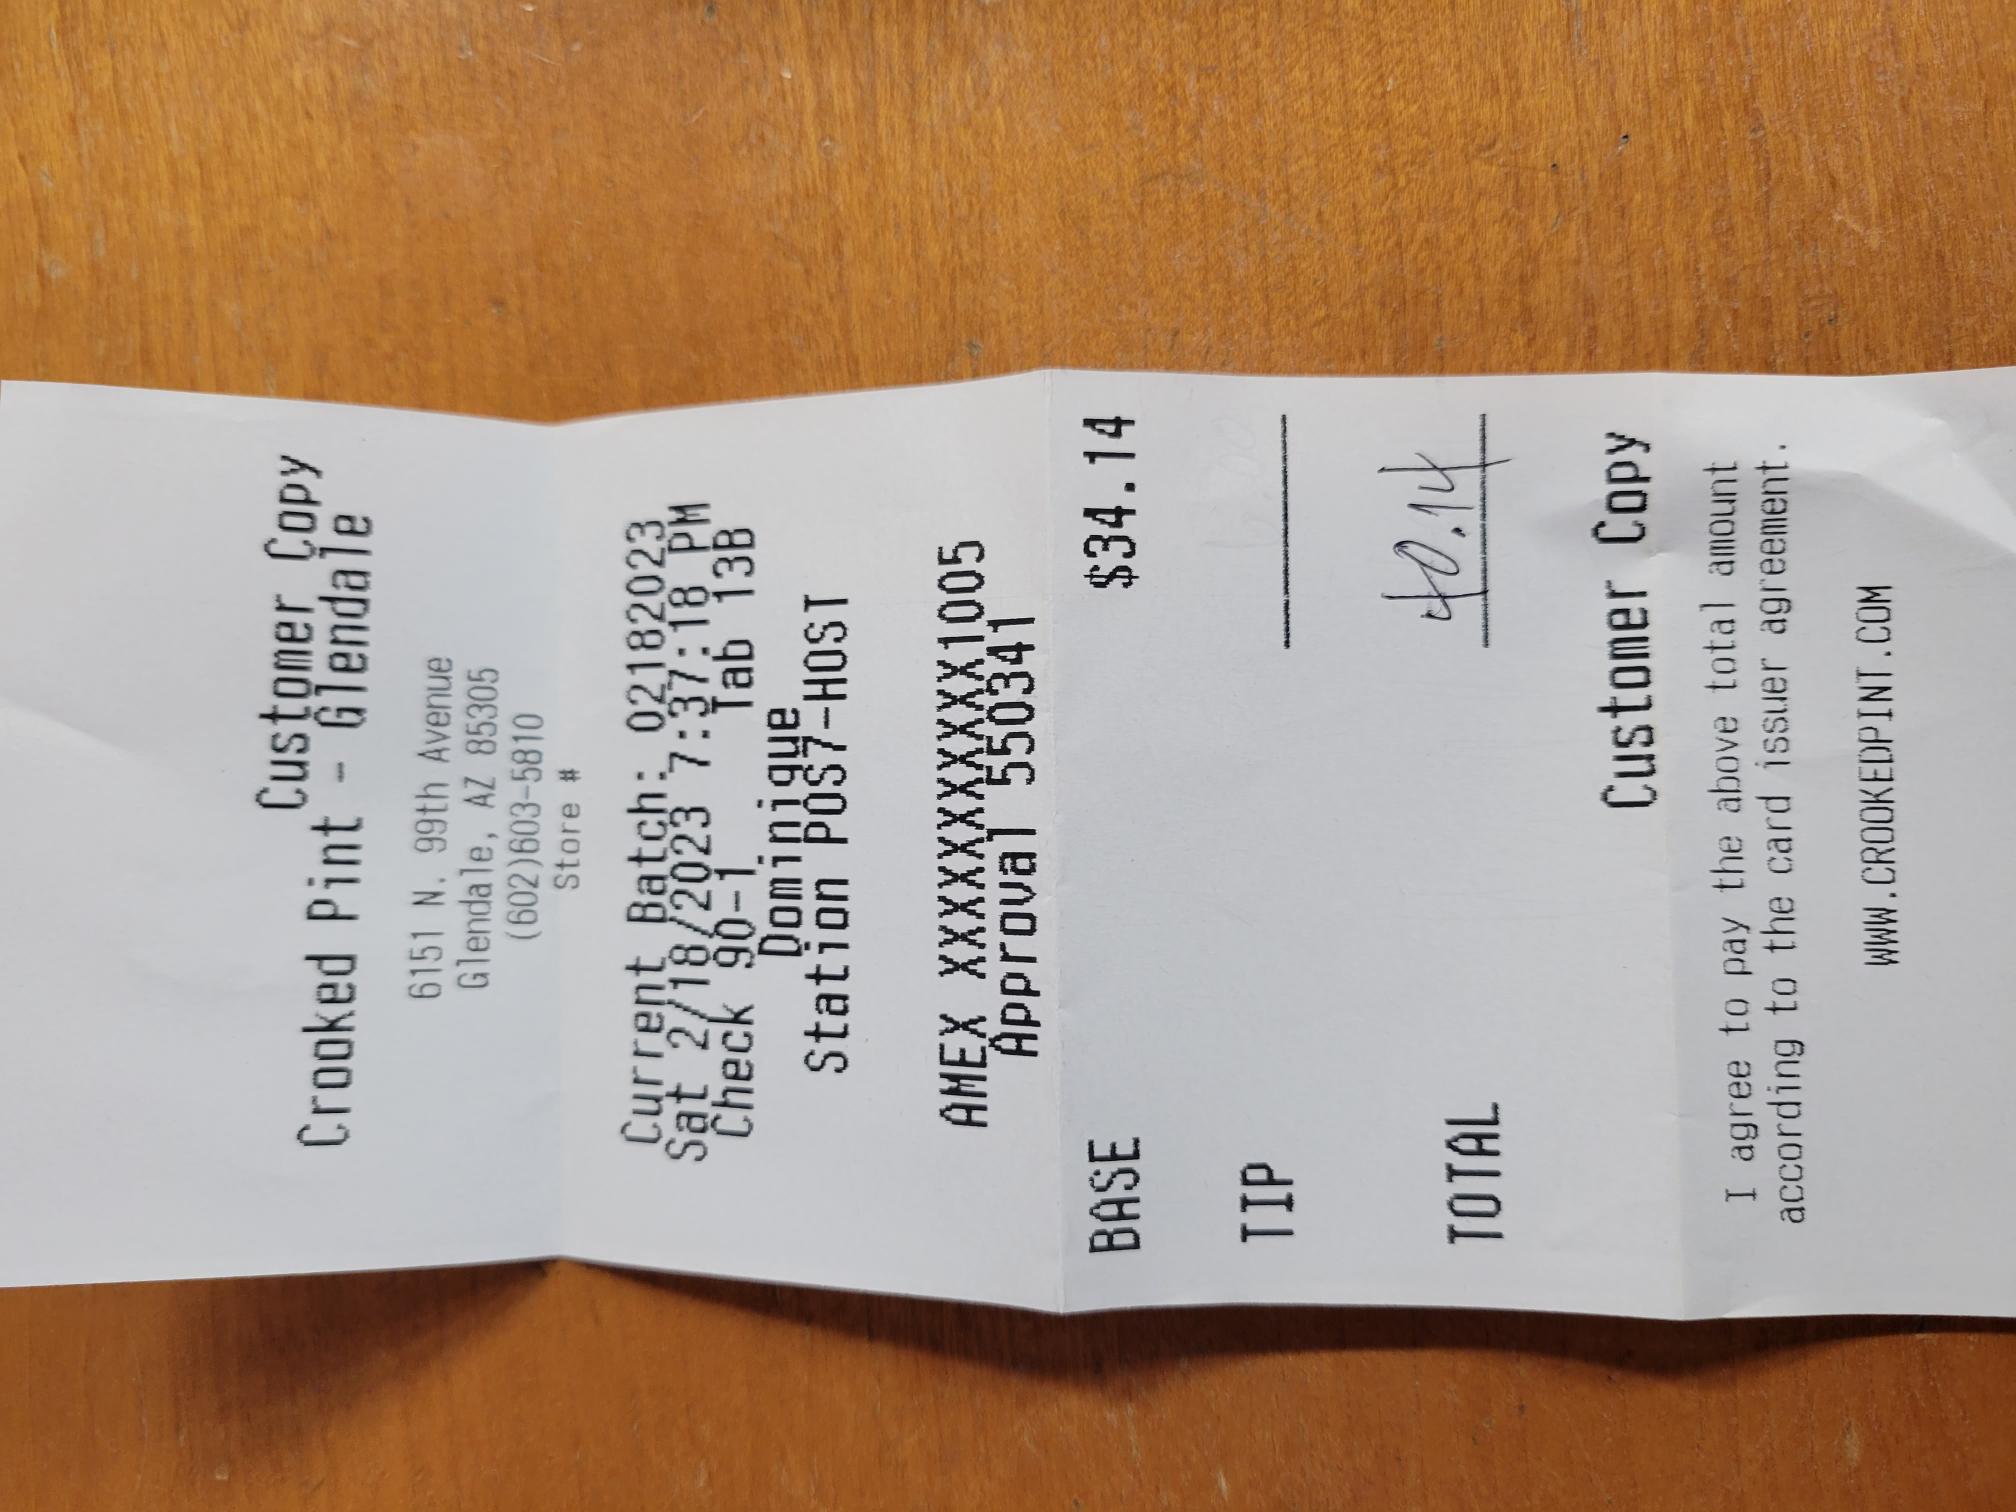 Customer Copy
Crooked Pint - Glendale
6151 N. 99th Avenue
Glendale, AZ 85305
(602)603-5810
Store #
Current Batch: 02182023
Sat 2/18/2023 7:37:18 PM
Check 90-1 Tab 13B
Dominique
Station POS7-HOST
AMEX XXXXXXXXXXX1005
Approval 550341
BASE $34.14
TIP 6.00
TOTAL 40.14
Customer Copy
I agree to pay the above total amount
according to the card issuer agreement.
WWW.CROOKEDPINT.COM